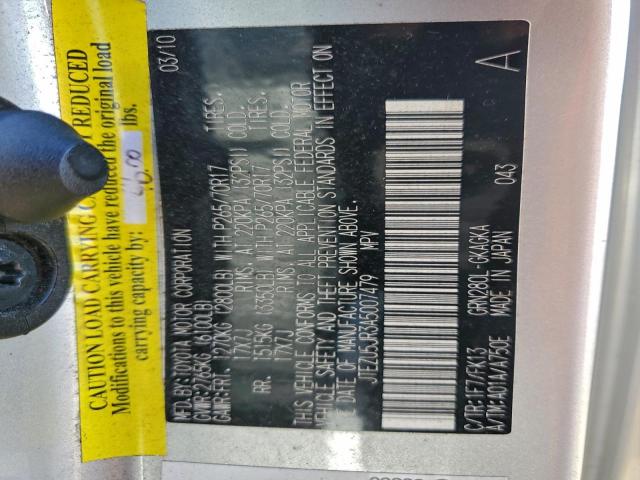 CAUTION LOAD CARRYING CA REDUCED
Modifications to this vehicle have reduced the original load
carrying capacity by: lbs.
MFD.BY: TOYOTA MOTOR CORPORATION 03/10
GVWR: 2765KG (6100LB)
GAWR:FRT. 1270KG (2800LB) WITH P265/70R17 TIRES.
17X7J RIMS, AT 220KPA (32PSI) COLD.
RR. 1515KG (3350LB) WITH P265/70R17 TIRES.
17X7J RIMS, AT 220KPA (32PSI) COLD.
THIS VEHICLE CONFORMS TO ALL APPLICABLE FEDERAL MOTOR
VEHICLE SAFETY AND THEFT PREVENTION STANDARDS IN EFFECT ON
THE DATE OF MANUFACTURE SHOWN ABOVE.
JTEZU5JR3A5007479 MPV
C/TR:1F7/FK13 GRN280L-GKAGKA 043 A
A/TM:A01A/A750E MADE IN JAPAN